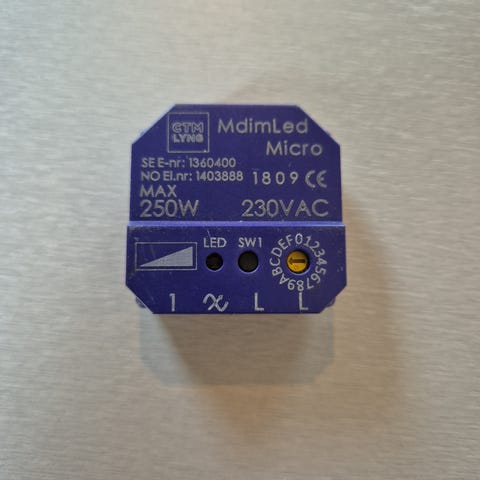 CTM
LYNG
MdimLed
Micro
SE E-nr: 1360400
NO El.nr: 1403888 1809 CE
MAX
250W 230VAC
LED SW1
0123456789ABCDEF
1 L L